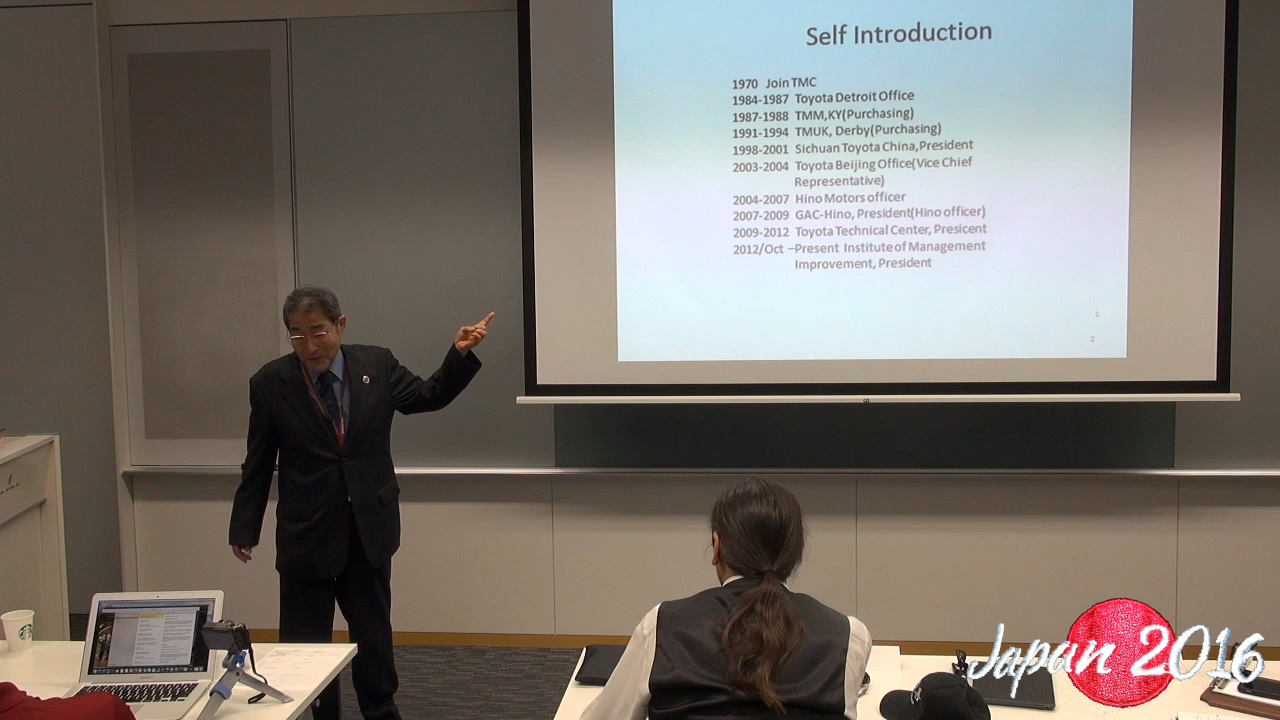 Self Introduction
1970 Join TMC
1984-1987 Toyota Detroit Office
1987-1988 TMM,KY(Purchasing)
1991-1994 TMUK, Derby(Purchasing)
1998-2001 Sichuan Toyota China,President
2003-2004 Toyota Beijing Office(Vice Chief
Representative)
2004-2007 Hino Motors officer
2007-2009 GAC-Hino, President(Hino officer)
2009-2012 Toyota Technical Center, Presicent
2012/Oct –Present Institute of Management
Improvement, President
Japan 2016